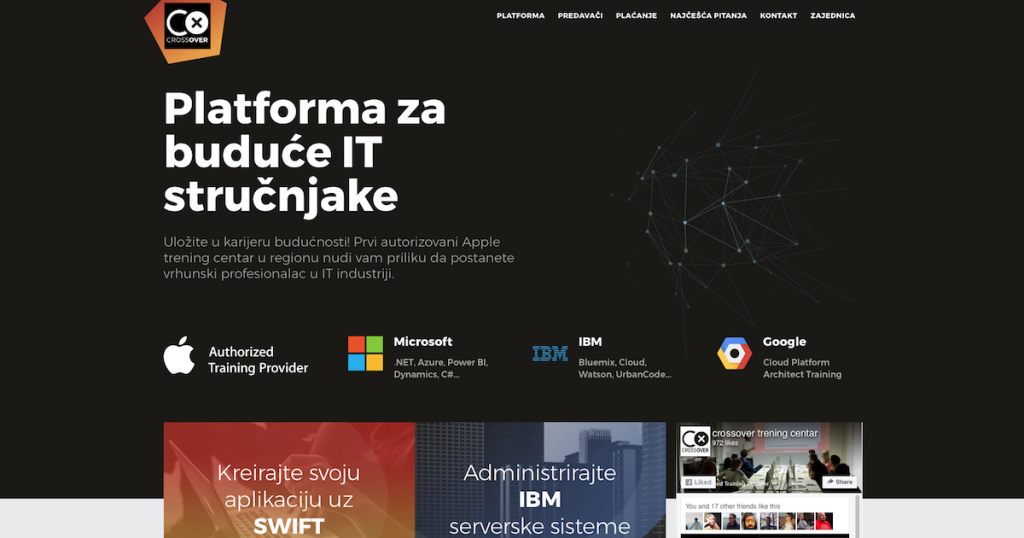 CROSSOVER
PLATFORMA PREDAVAČI PLAĆANJE NAJČEŠĆA PITANJA KONTAKT ZAJEDNICA
Platforma za
buduće IT
stručnjake
Uložite u karijeru budućnosti! Prvi autorizovani Apple
trening centar u regionu nudi vam priliku da postanete
vrhunski profesionalac u IT industriji.
Authorized
Training Provider
Microsoft
.NET, Azure, Power BI,
Dynamics, C#...
IBM
IBM
Bluemix, Cloud,
Watson, UrbanCode...
Google
Cloud Platform
Architect Training
Kreirajte svoju
aplikaciju uz
SWIFT
Administrirajte
IBM
serverske sisteme
CROSSOVER
crossover trening centar
972 likes
Liked
Share
You and 17 other friends like this